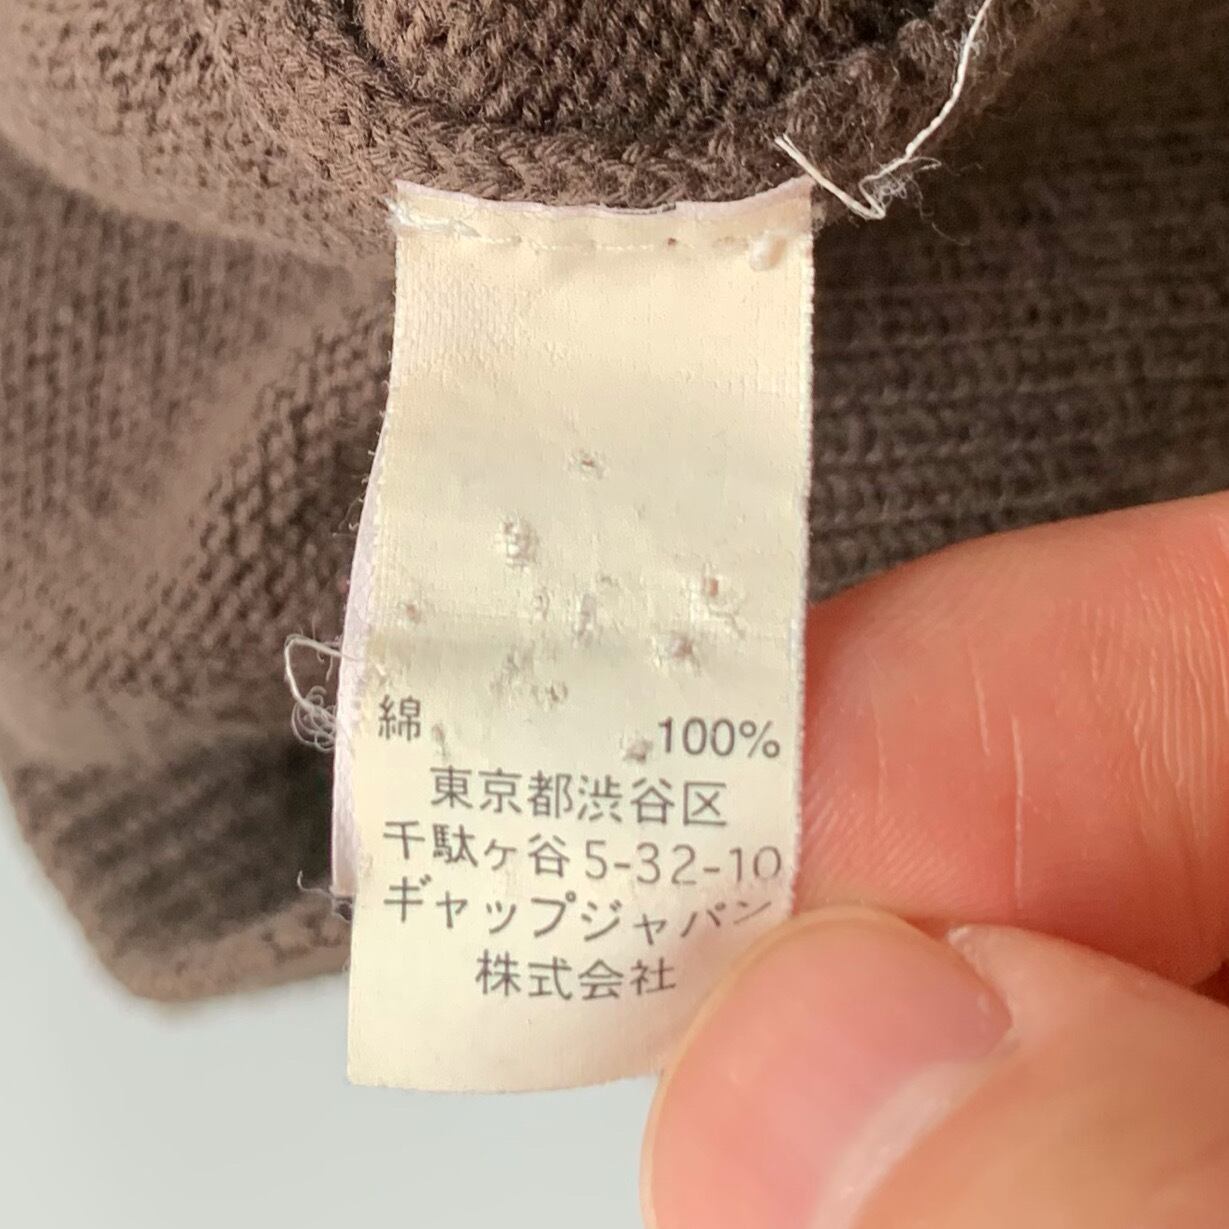 綿 100%
東京都渋谷区
千駄ヶ谷5-32-10
ギャップジャパン
株式会社